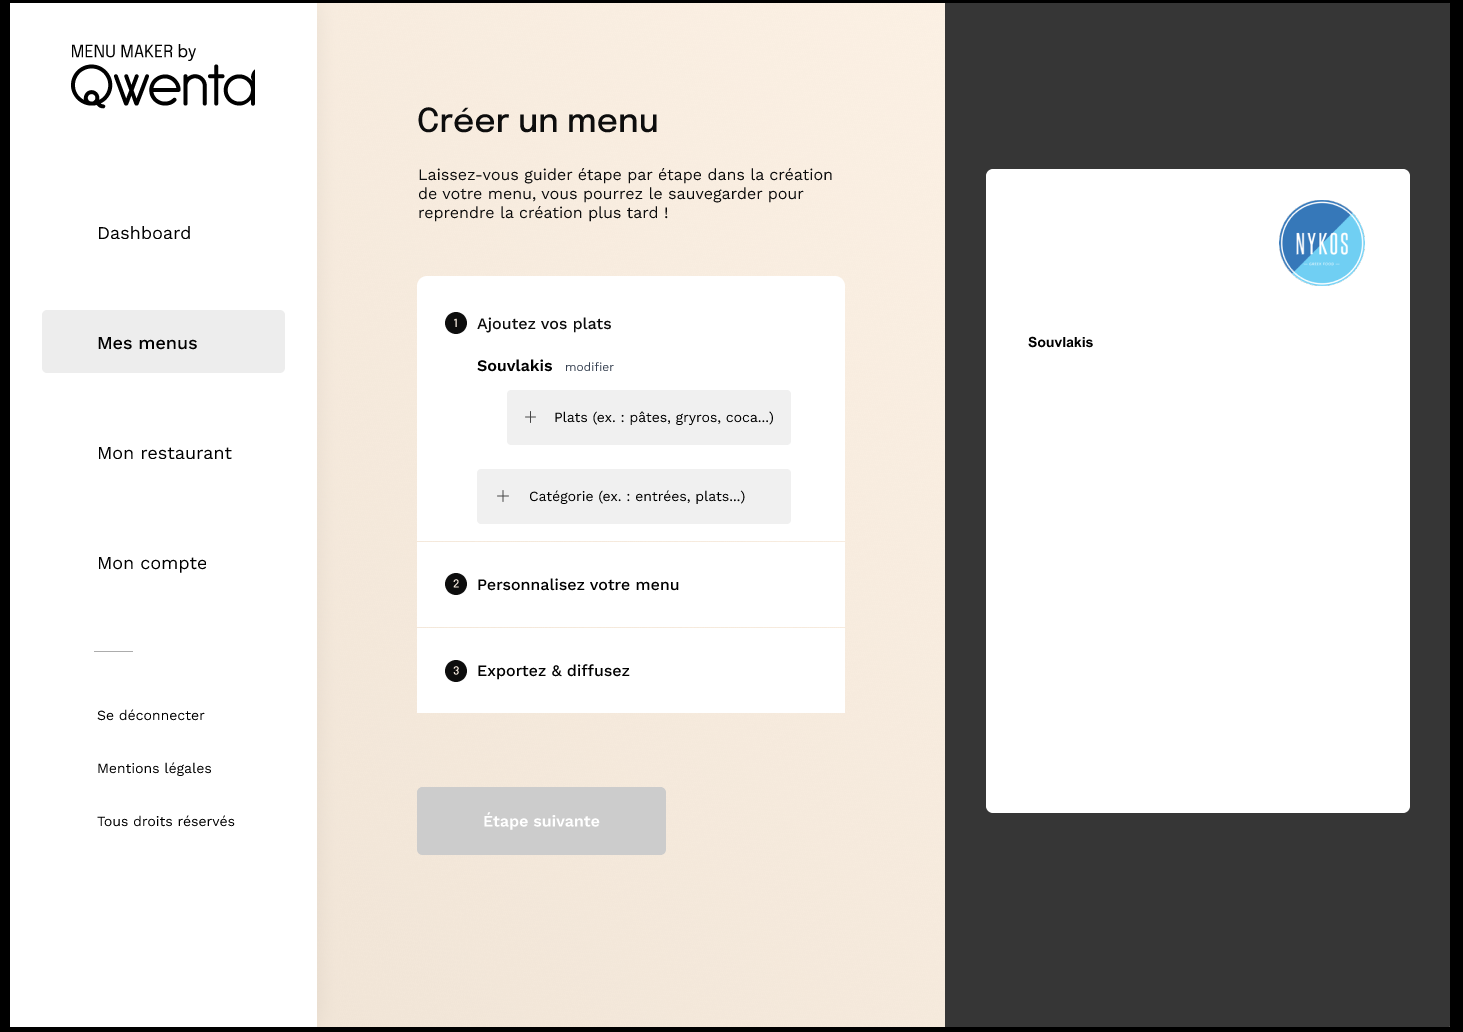 MENU MAKER by
Qwenta
Dashboard
Mes menus
Mon restaurant
Mon compte
Se déconnecter
Mentions légales
Tous droits réservés
Créer un menu
Laissez-vous guider étape par étape dans la création
de votre menu, vous pourrez le sauvegarder pour
reprendre la création plus tard !
1 Ajoutez vos plats
Souvlakis modifier
+ Plats (ex. : pâtes, gryros, coca...)
+ Catégorie (ex. : entrées, plats...)
2 Personnalisez votre menu
3 Exportez & diffusez
Étape suivante
NYKOS
Souvlakis